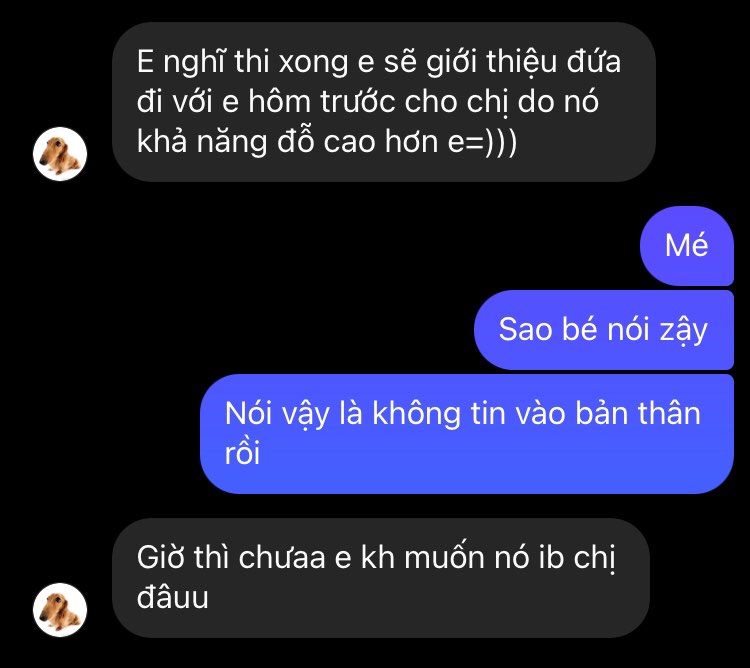 E nghĩ thi xong e sẽ giới thiệu đứa
đi với e hôm trước cho chị do nó
khả năng đỗ cao hơn e=)))
Mé
Sao bé nói zậy
Nói vậy là không tin vào bản thân
rồi
Giờ thì chưaa e kh muốn nó ib chị
đâuu